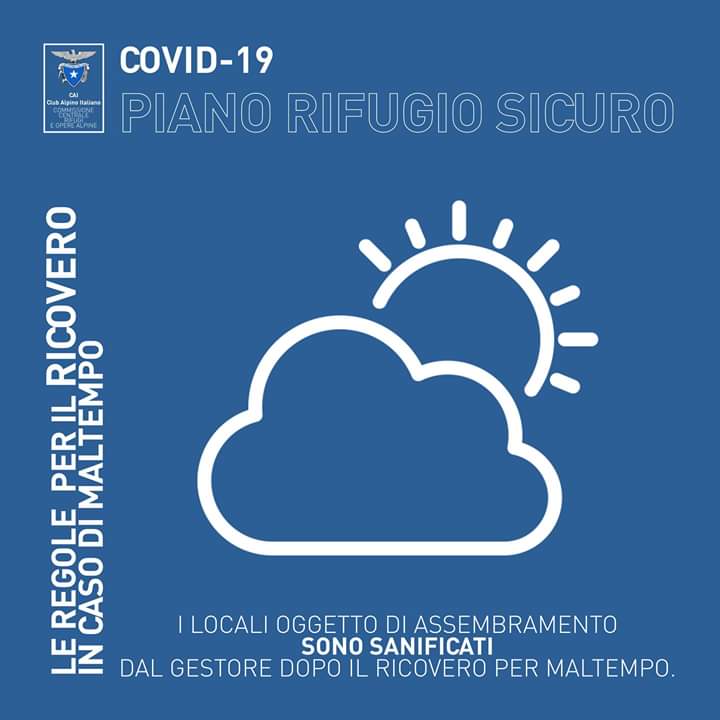 CAI
Club Alpino Italiano
COMMISSIONE
CENTRALE
RIFUGI
E OPERE ALPINE
COVID-19
PIANO RIFUGIO SICURO
LE REGOLE PER IL RICOVERO
IN CASO DI MALTEMPO
I LOCALI OGGETTO DI ASSEMBRAMENTO
SONO SANIFICATI
DAL GESTORE DOPO IL RICOVERO PER MALTEMPO.